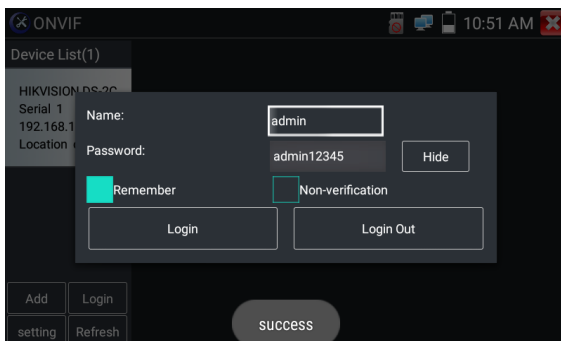 ONVIF
10:51 AM
Device List(1)
HIKVISION DS-2C
Serial 1
192.168.1
Location
Name:
admin
Password:
admin12345
Hide
Remember
Non-verification
Login
Login Out
Add
Login
setting
Refresh
success